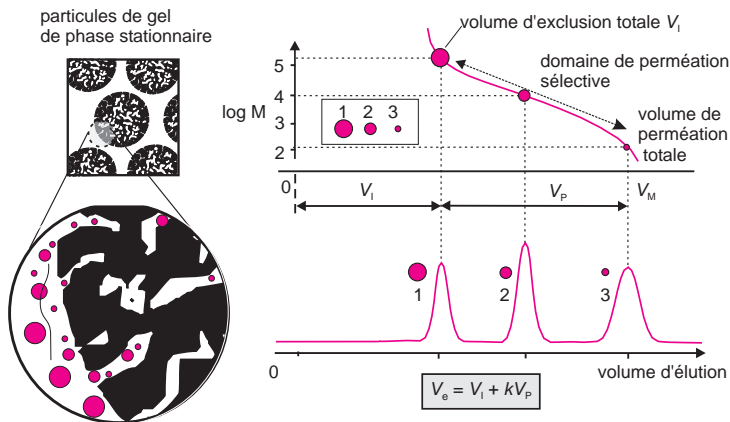 particules de gel
de phase stationnaire
volume d'exclusion totale V_I
domaine de perméation
sélective
volume de
perméation
totale
log M
5
4
3
2
1 2 3
0
V_I
V_P
V_M
1
2
3
0
volume d'élution
V_e = V_I + kV_P